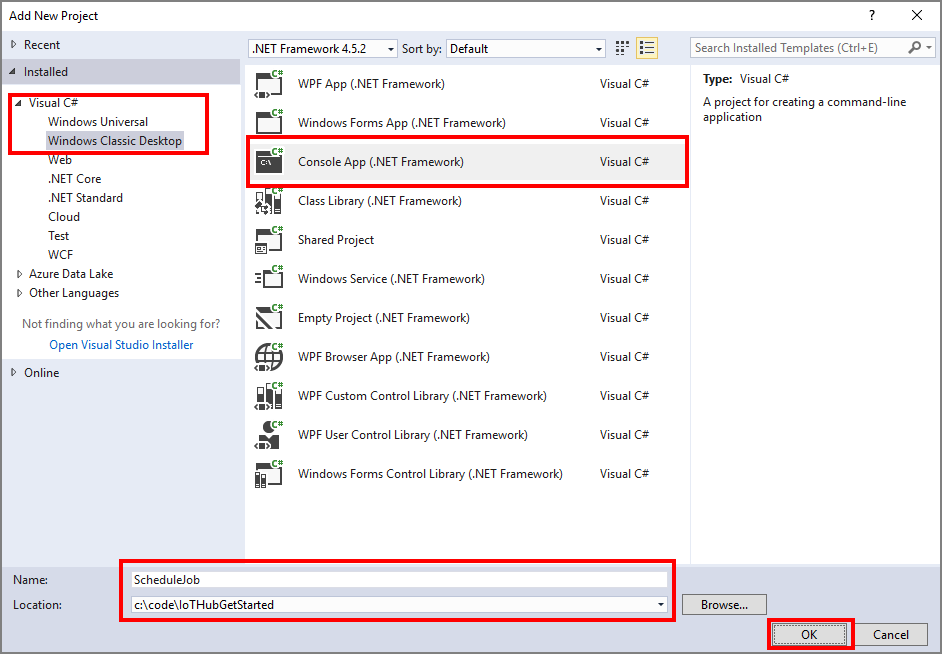 Add New Project
?
Recent
Installed
Visual C#
Windows Universal
Windows Classic Desktop
Web
.NET Core
.NET Standard
Cloud
Test
WCF
Azure Data Lake
Other Languages
Not finding what you are looking for?
Open Visual Studio Installer
Online
.NET Framework 4.5.2 Sort by: Default
C# WPF App (.NET Framework) Visual C#
C# Windows Forms App (.NET Framework) Visual C#
C:\ C# Console App (.NET Framework) Visual C#
C# Class Library (.NET Framework) Visual C#
C# Shared Project Visual C#
C# Windows Service (.NET Framework) Visual C#
C# Empty Project (.NET Framework) Visual C#
C# WPF Browser App (.NET Framework) Visual C#
C# WPF Custom Control Library (.NET Framework) Visual C#
C# WPF User Control Library (.NET Framework) Visual C#
C# Windows Forms Control Library (.NET Framework) Visual C#
Search Installed Templates (Ctrl+E)
Type: Visual C#
A project for creating a command-line
application
Name: ScheduleJob
Location: c:\code\IoTHubGetStarted Browse...
OK Cancel